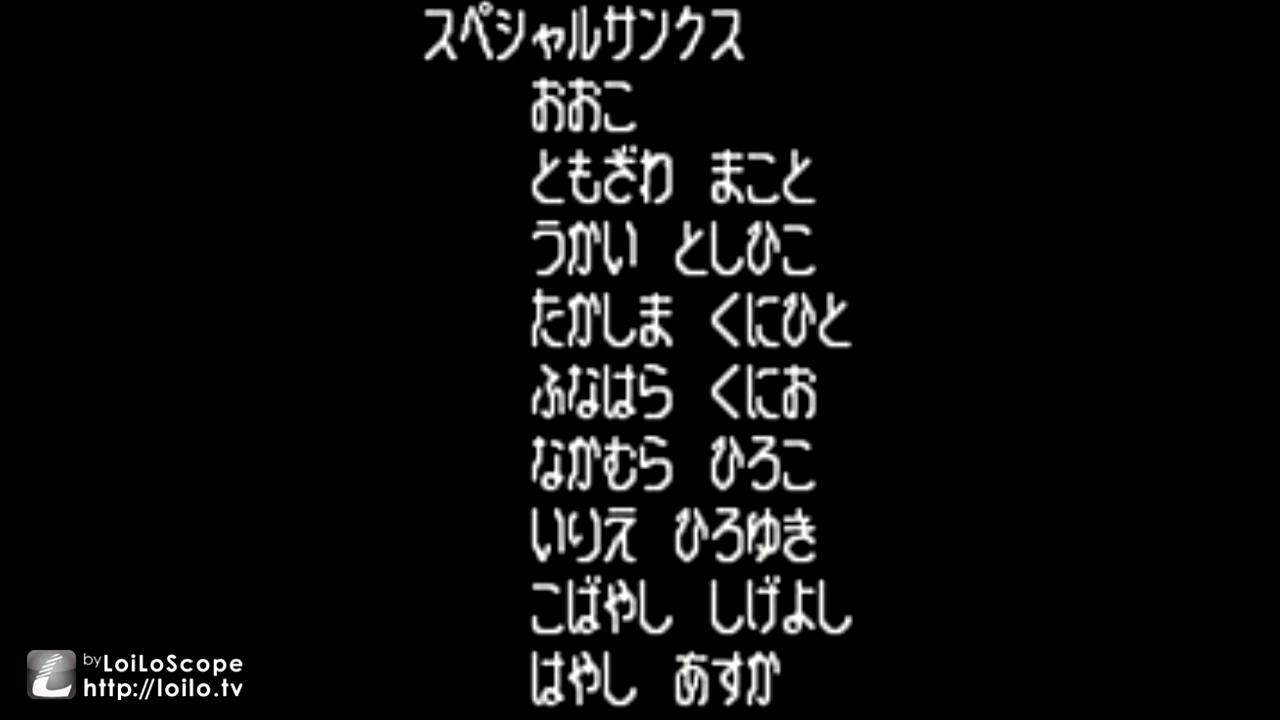 スペシャルサンクス
おおこ
ともざわ まこと
うかい としひこ
たかしま くにひと
ふなはら くにお
なかむら ひろこ
いりえ ひろゆき
こばやし しげよし
はやし あすか
by LoiLoScope
http://loilo.tv